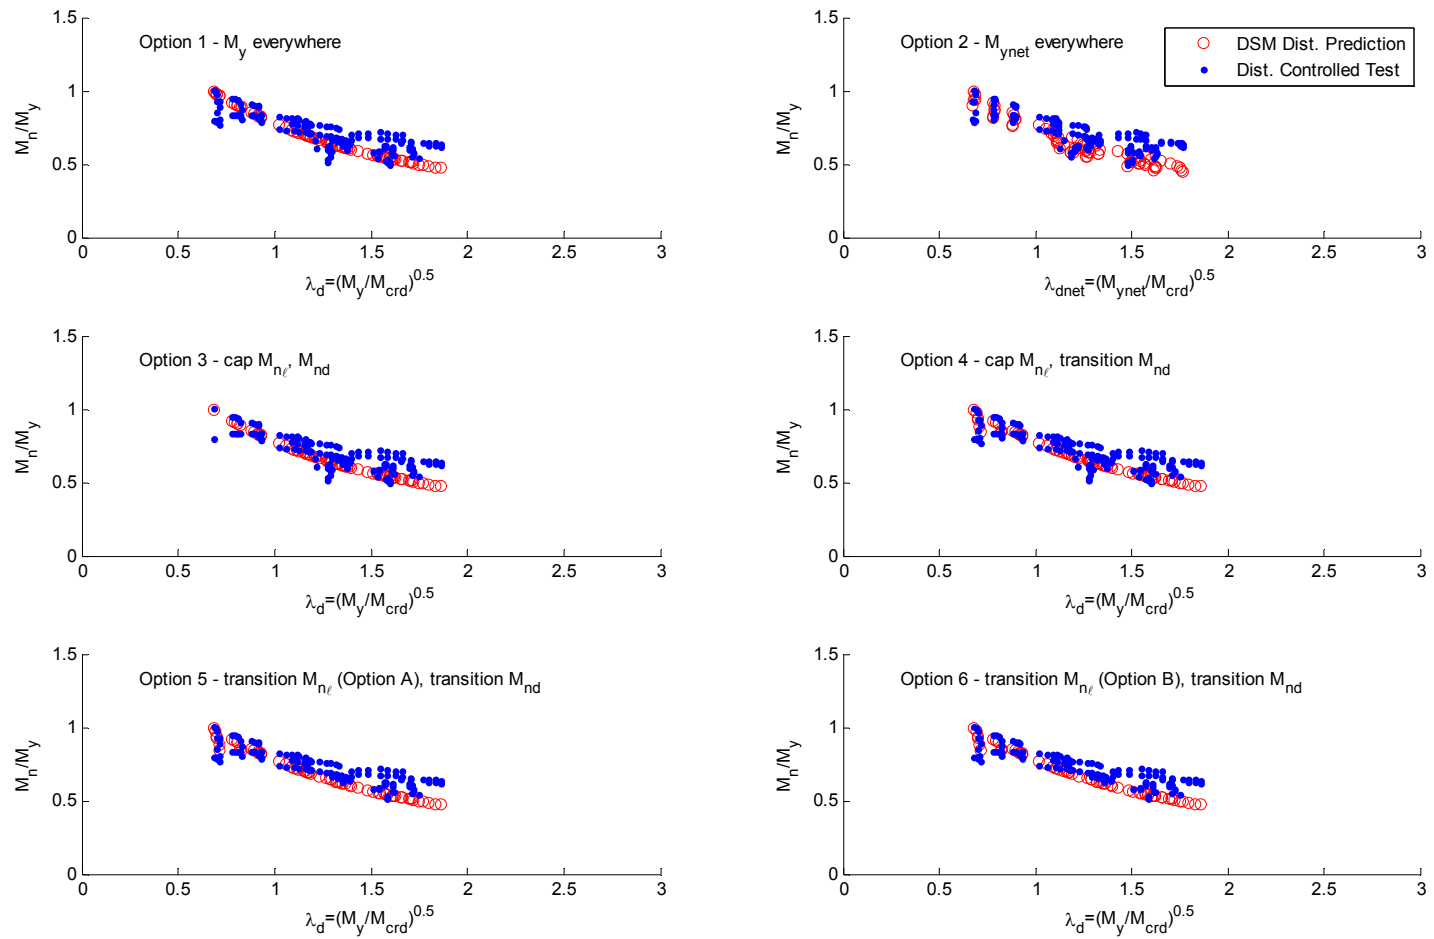 Option 1 - My everywhere
1.5
1
0.5
0
Mn/My
0 0.5 1 1.5 2 2.5 3
λd=(My/Mcrd)0.5
Option 2 - Mynet everywhere
DSM Dist. Prediction
Dist. Controlled Test
1.5
1
0.5
0
Mn/My
0 0.5 1 1.5 2 2.5 3
λdnet=(Mynet/Mcrd)0.5
Option 3 - cap Mnℓ, Mnd
1.5
1
0.5
0
Mn/My
0 0.5 1 1.5 2 2.5 3
λd=(My/Mcrd)0.5
Option 4 - cap Mnℓ, transition Mnd
1.5
1
0.5
0
Mn/My
0 0.5 1 1.5 2 2.5 3
λd=(My/Mcrd)0.5
Option 5 - transition Mnℓ (Option A), transition Mnd
1.5
1
0.5
0
Mn/My
0 0.5 1 1.5 2 2.5 3
λd=(My/Mcrd)0.5
Option 6 - transition Mnℓ (Option B), transition Mnd
1.5
1
0.5
0
Mn/My
0 0.5 1 1.5 2 2.5 3
λd=(My/Mcrd)0.5